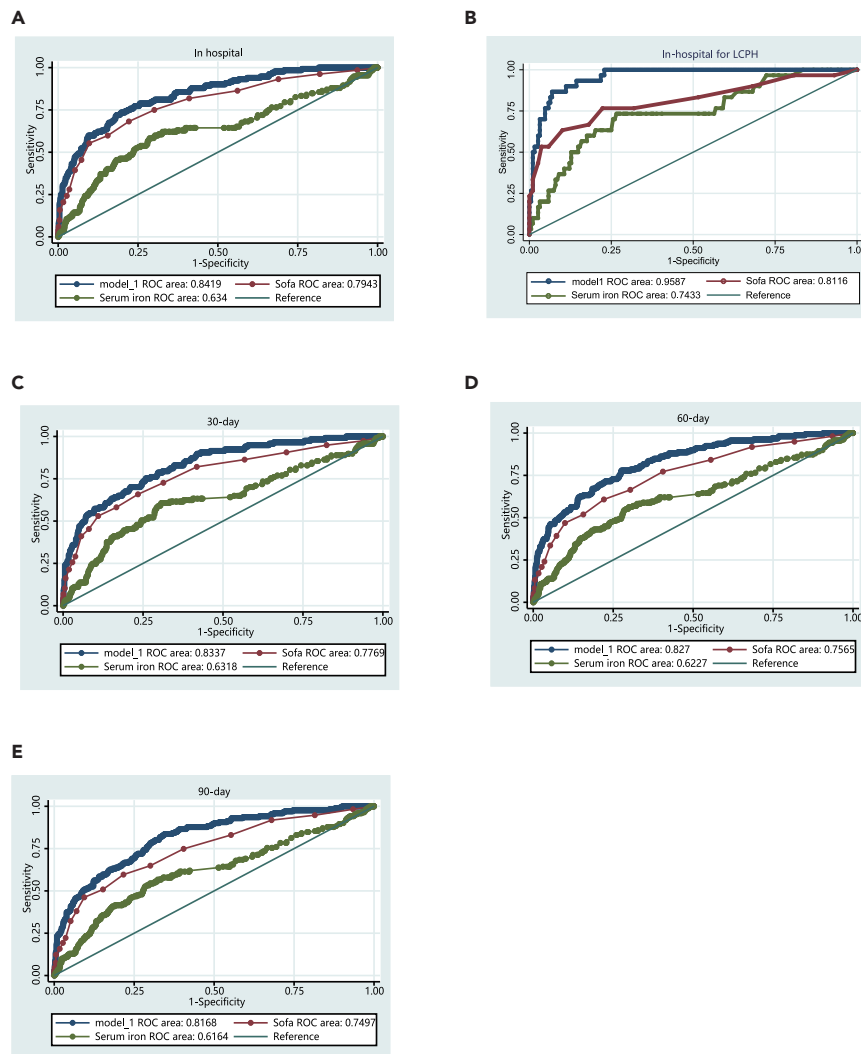 A
In hospital
Sensitivity
0.00 0.25 0.50 0.75 1.00
0.00 0.25 0.50 0.75 1.00
1-Specificity
model_1 ROC area: 0.8419 Sofa ROC area: 0.7943
Serum iron ROC area: 0.634 Reference
B
In-hospital for LCPH
Sensitivity
0.00 0.25 0.50 0.75 1.00
0.00 0.25 0.50 0.75 1.00
1-Specificity
model1 ROC area: 0.9587 Sofa ROC area: 0.8116
Serum iron ROC area: 0.7433 Reference
C
30-day
Sensitivity
0.00 0.25 0.50 0.75 1.00
0.00 0.25 0.50 0.75 1.00
1-Specificity
model_1 ROC area: 0.8337 Sofa ROC area: 0.7769
Serum iron ROC area: 0.6318 Reference
D
60-day
Sensitivity
0.00 0.25 0.50 0.75 1.00
0.00 0.25 0.50 0.75 1.00
1-Specificity
model_1 ROC area: 0.827 Sofa ROC area: 0.7565
Serum iron ROC area: 0.6227 Reference
E
90-day
Sensitivity
0.00 0.25 0.50 0.75 1.00
0.00 0.25 0.50 0.75 1.00
1-Specificity
model_1 ROC area: 0.8168 Sofa ROC area: 0.7497
Serum iron ROC area: 0.6164 Reference